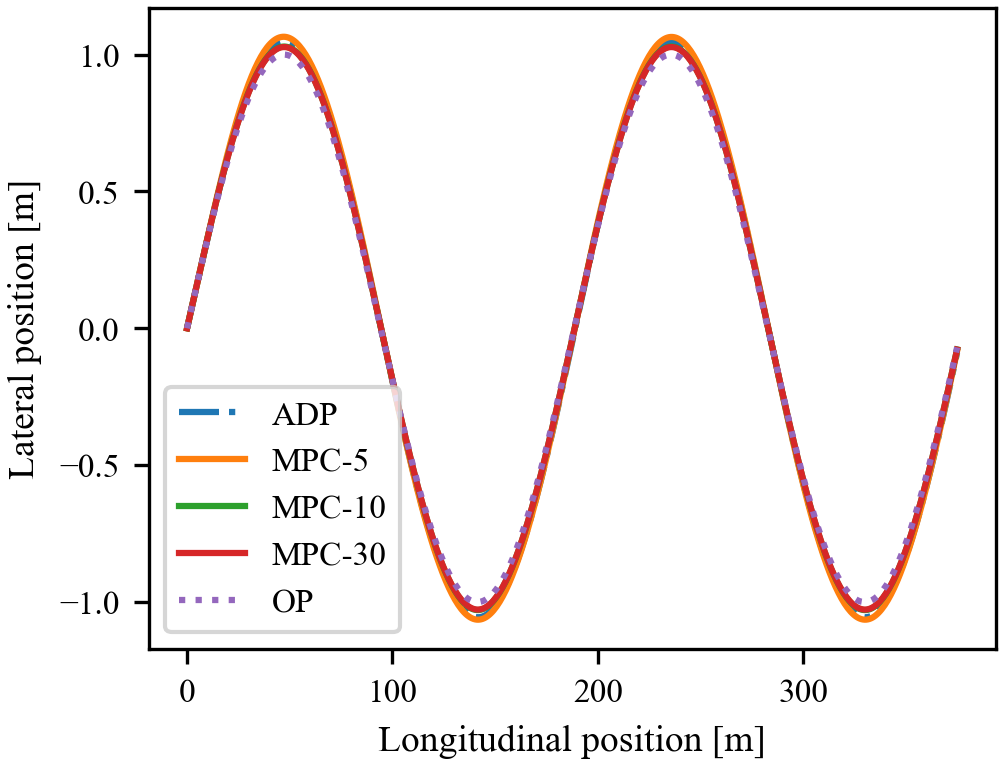 1.0
0.5
0.0
−0.5
−1.0
Lateral position [m]
ADP
MPC-5
MPC-10
MPC-30
OP
0
100
200
300
Longitudinal position [m]